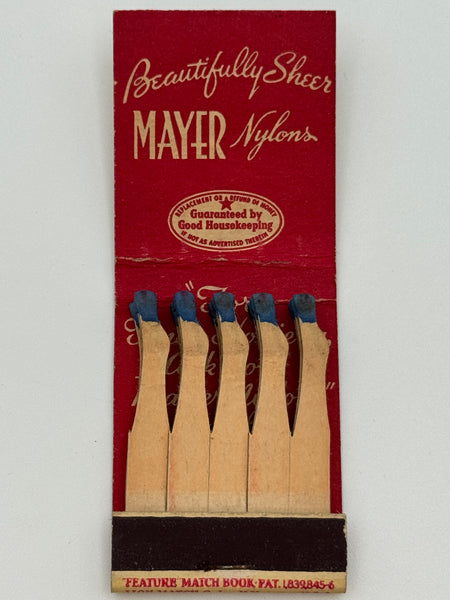 Beautifully Sheer
MAYER Nylons
REPLACEMENT OR A REFUND OF MONEY
Guaranteed by
Good Housekeeping
IF NOT AS ADVERTISED THEREIN
FEATURE MATCH BOOK PAT. 1839345-6